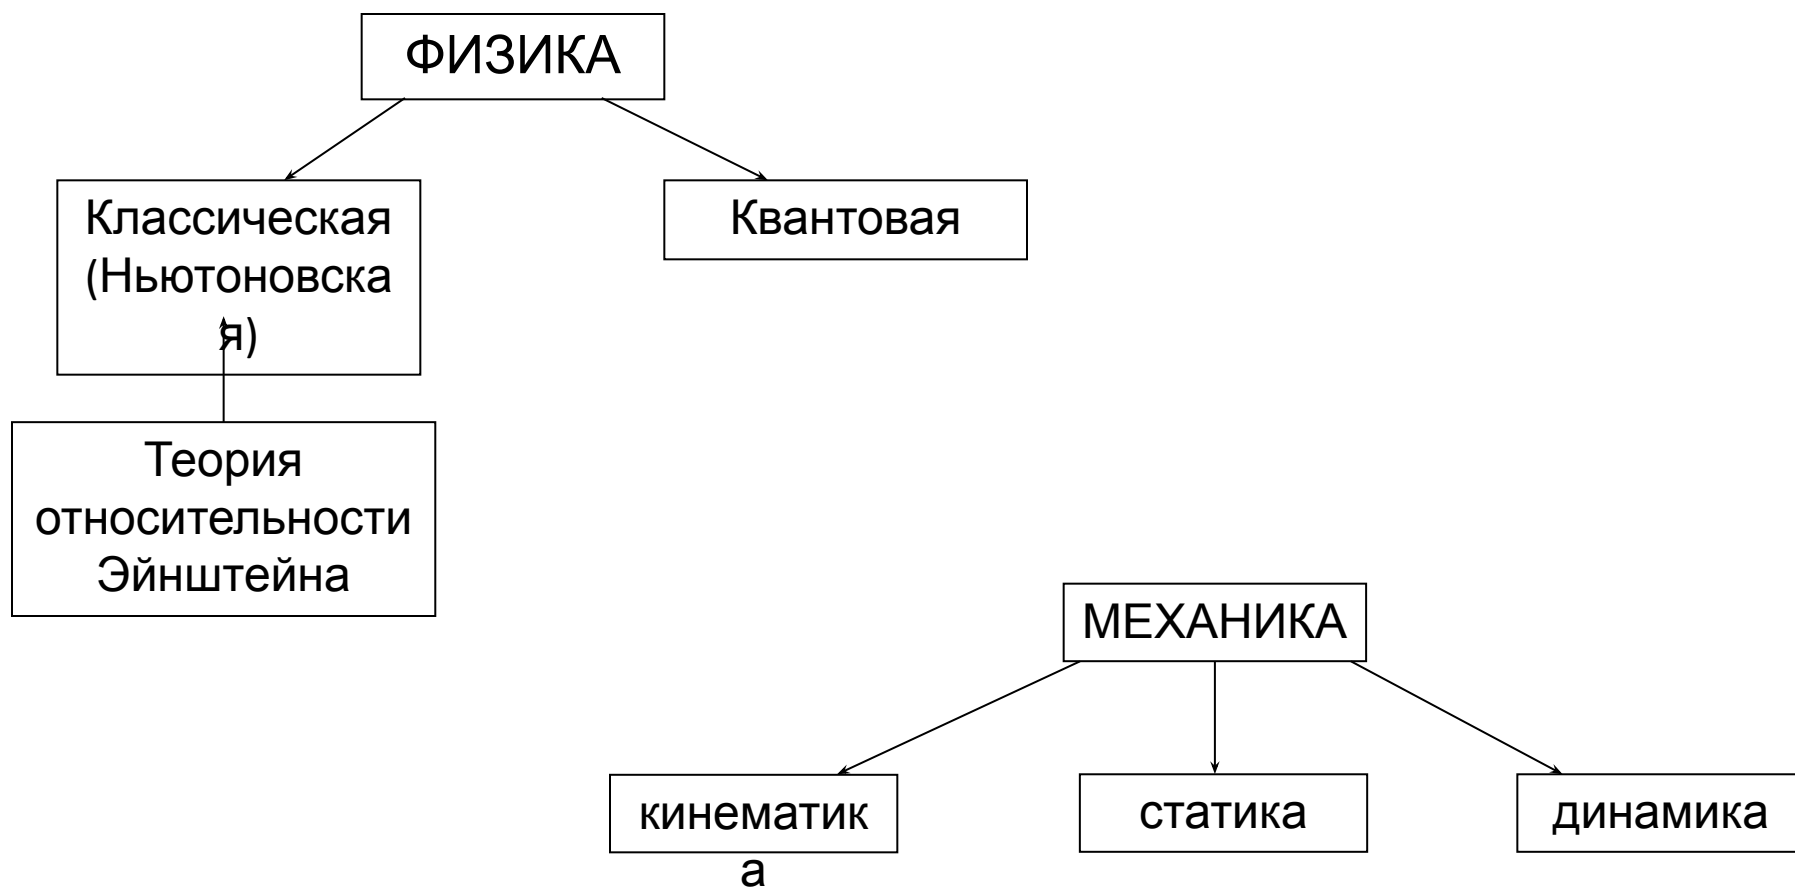 ФИЗИКА
Классическая
(Ньютоновска
я)
Квантовая
Теория
относительности
Эйнштейна
МЕХАНИКА
кинематик
а
статика
динамика